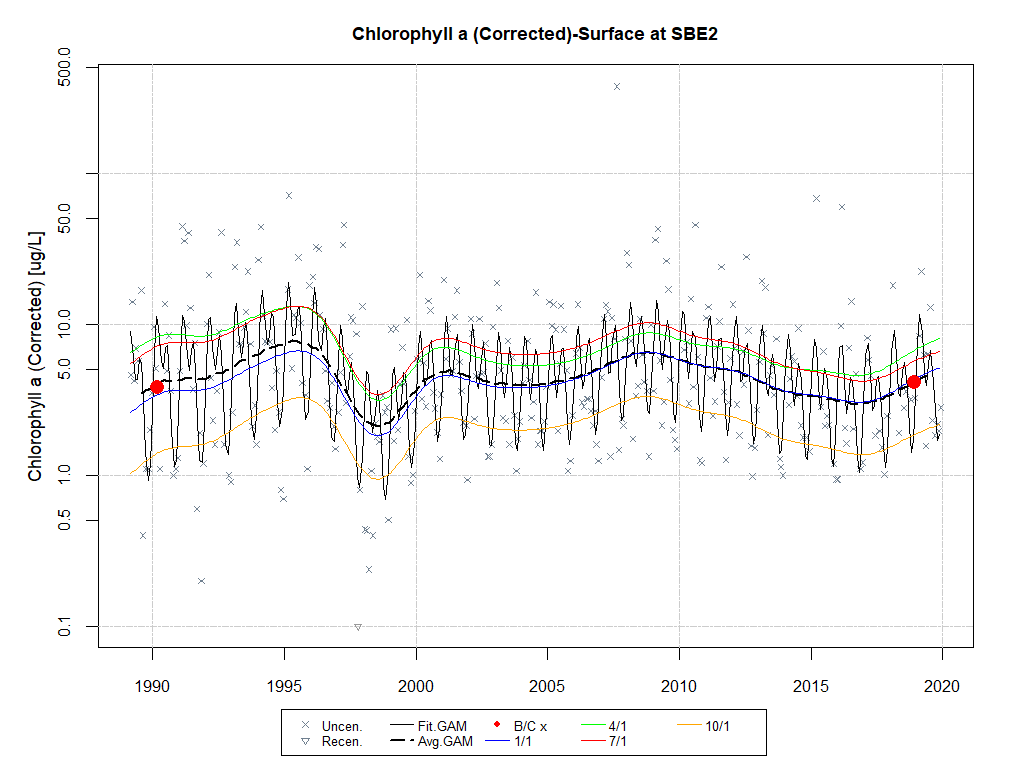 Chlorophyll a (Corrected)-Surface at SBE2
Chlorophyll a (Corrected) [ug/L]
500.0
50.0
10.0
5.0
1.0
0.5
0.1
1990 1995 2000 2005 2010 2015 2020
Uncen. Fit.GAM B/C x 4/1 10/1
Recen. Avg.GAM 1/1 7/1